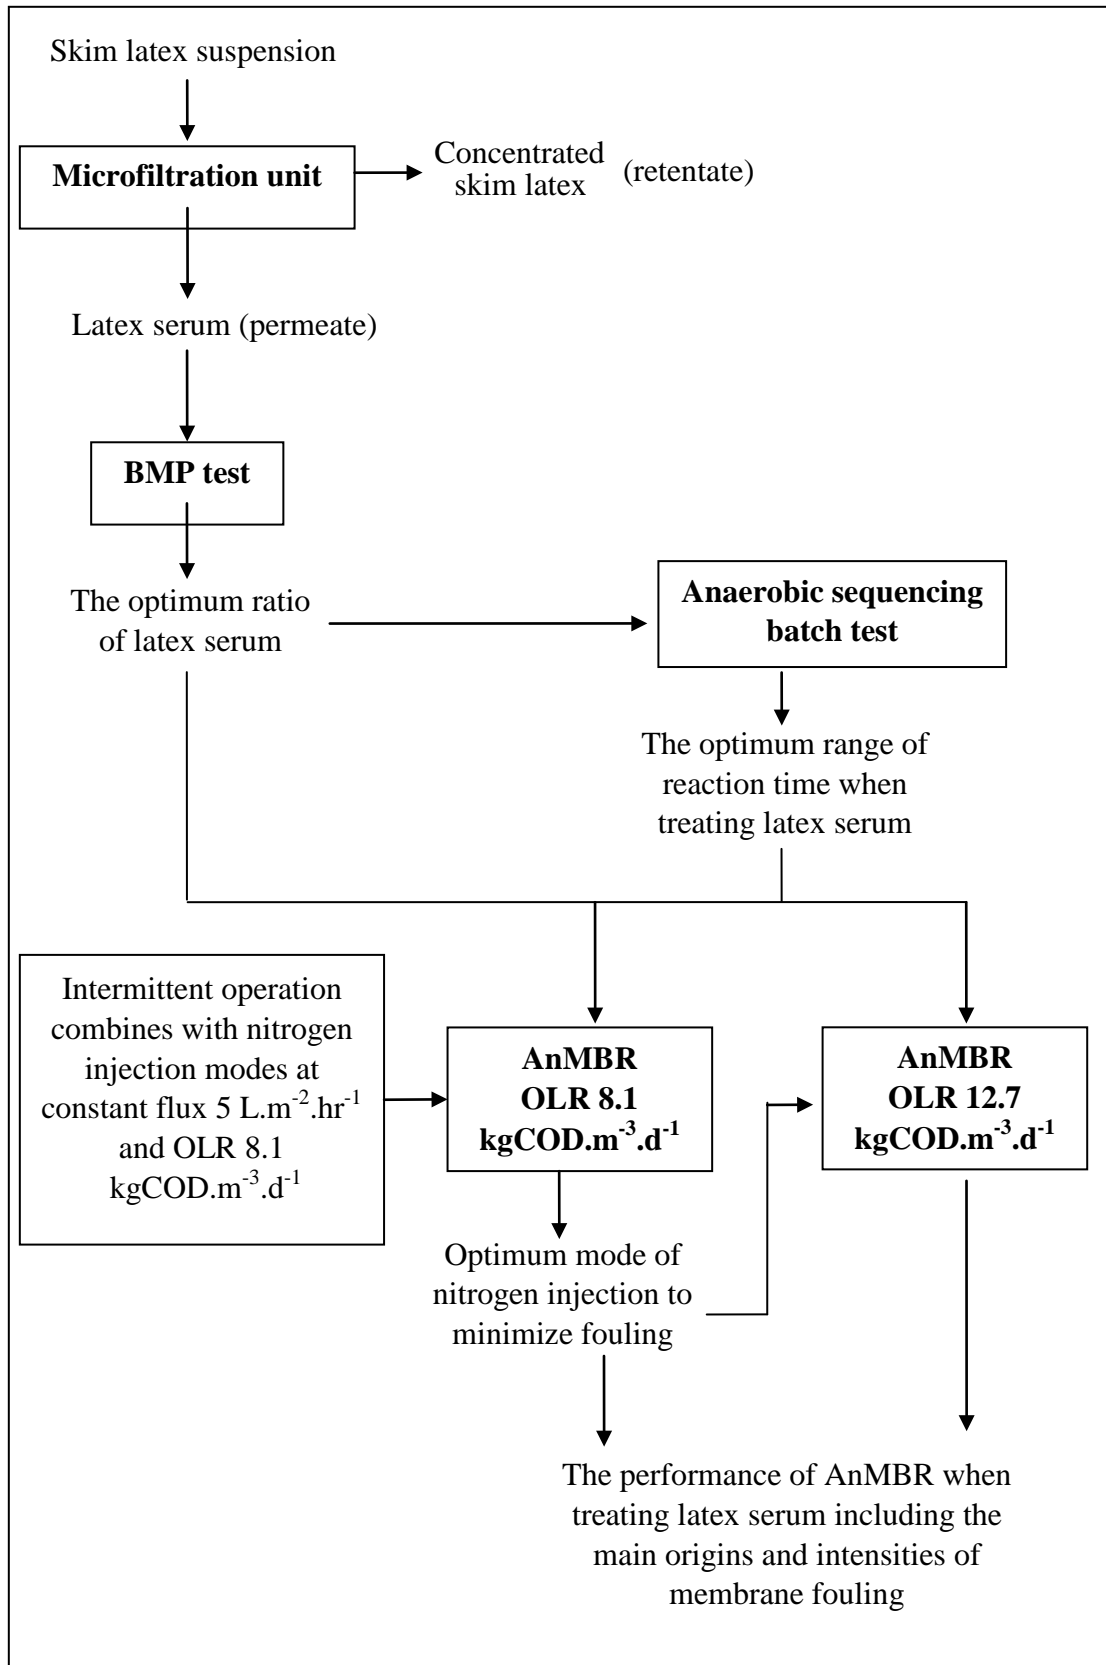 Skim latex suspension
Microfiltration unit
Concentrated
skim latex
(retentate)
Latex serum (permeate)
BMP test
The optimum ratio
of latex serum
Anaerobic sequencing
batch test
The optimum range of
reaction time when
treating latex serum
Intermittent operation
combines with nitrogen
injection modes at
constant flux 5 L.m⁻².hr⁻¹
and OLR 8.1
kgCOD.m⁻³.d⁻¹
AnMBR
OLR 8.1
kgCOD.m⁻³.d⁻¹
AnMBR
OLR 12.7
kgCOD.m⁻³.d⁻¹
Optimum mode of
nitrogen injection to
minimize fouling
The performance of AnMBR when
treating latex serum including the
main origins and intensities of
membrane fouling